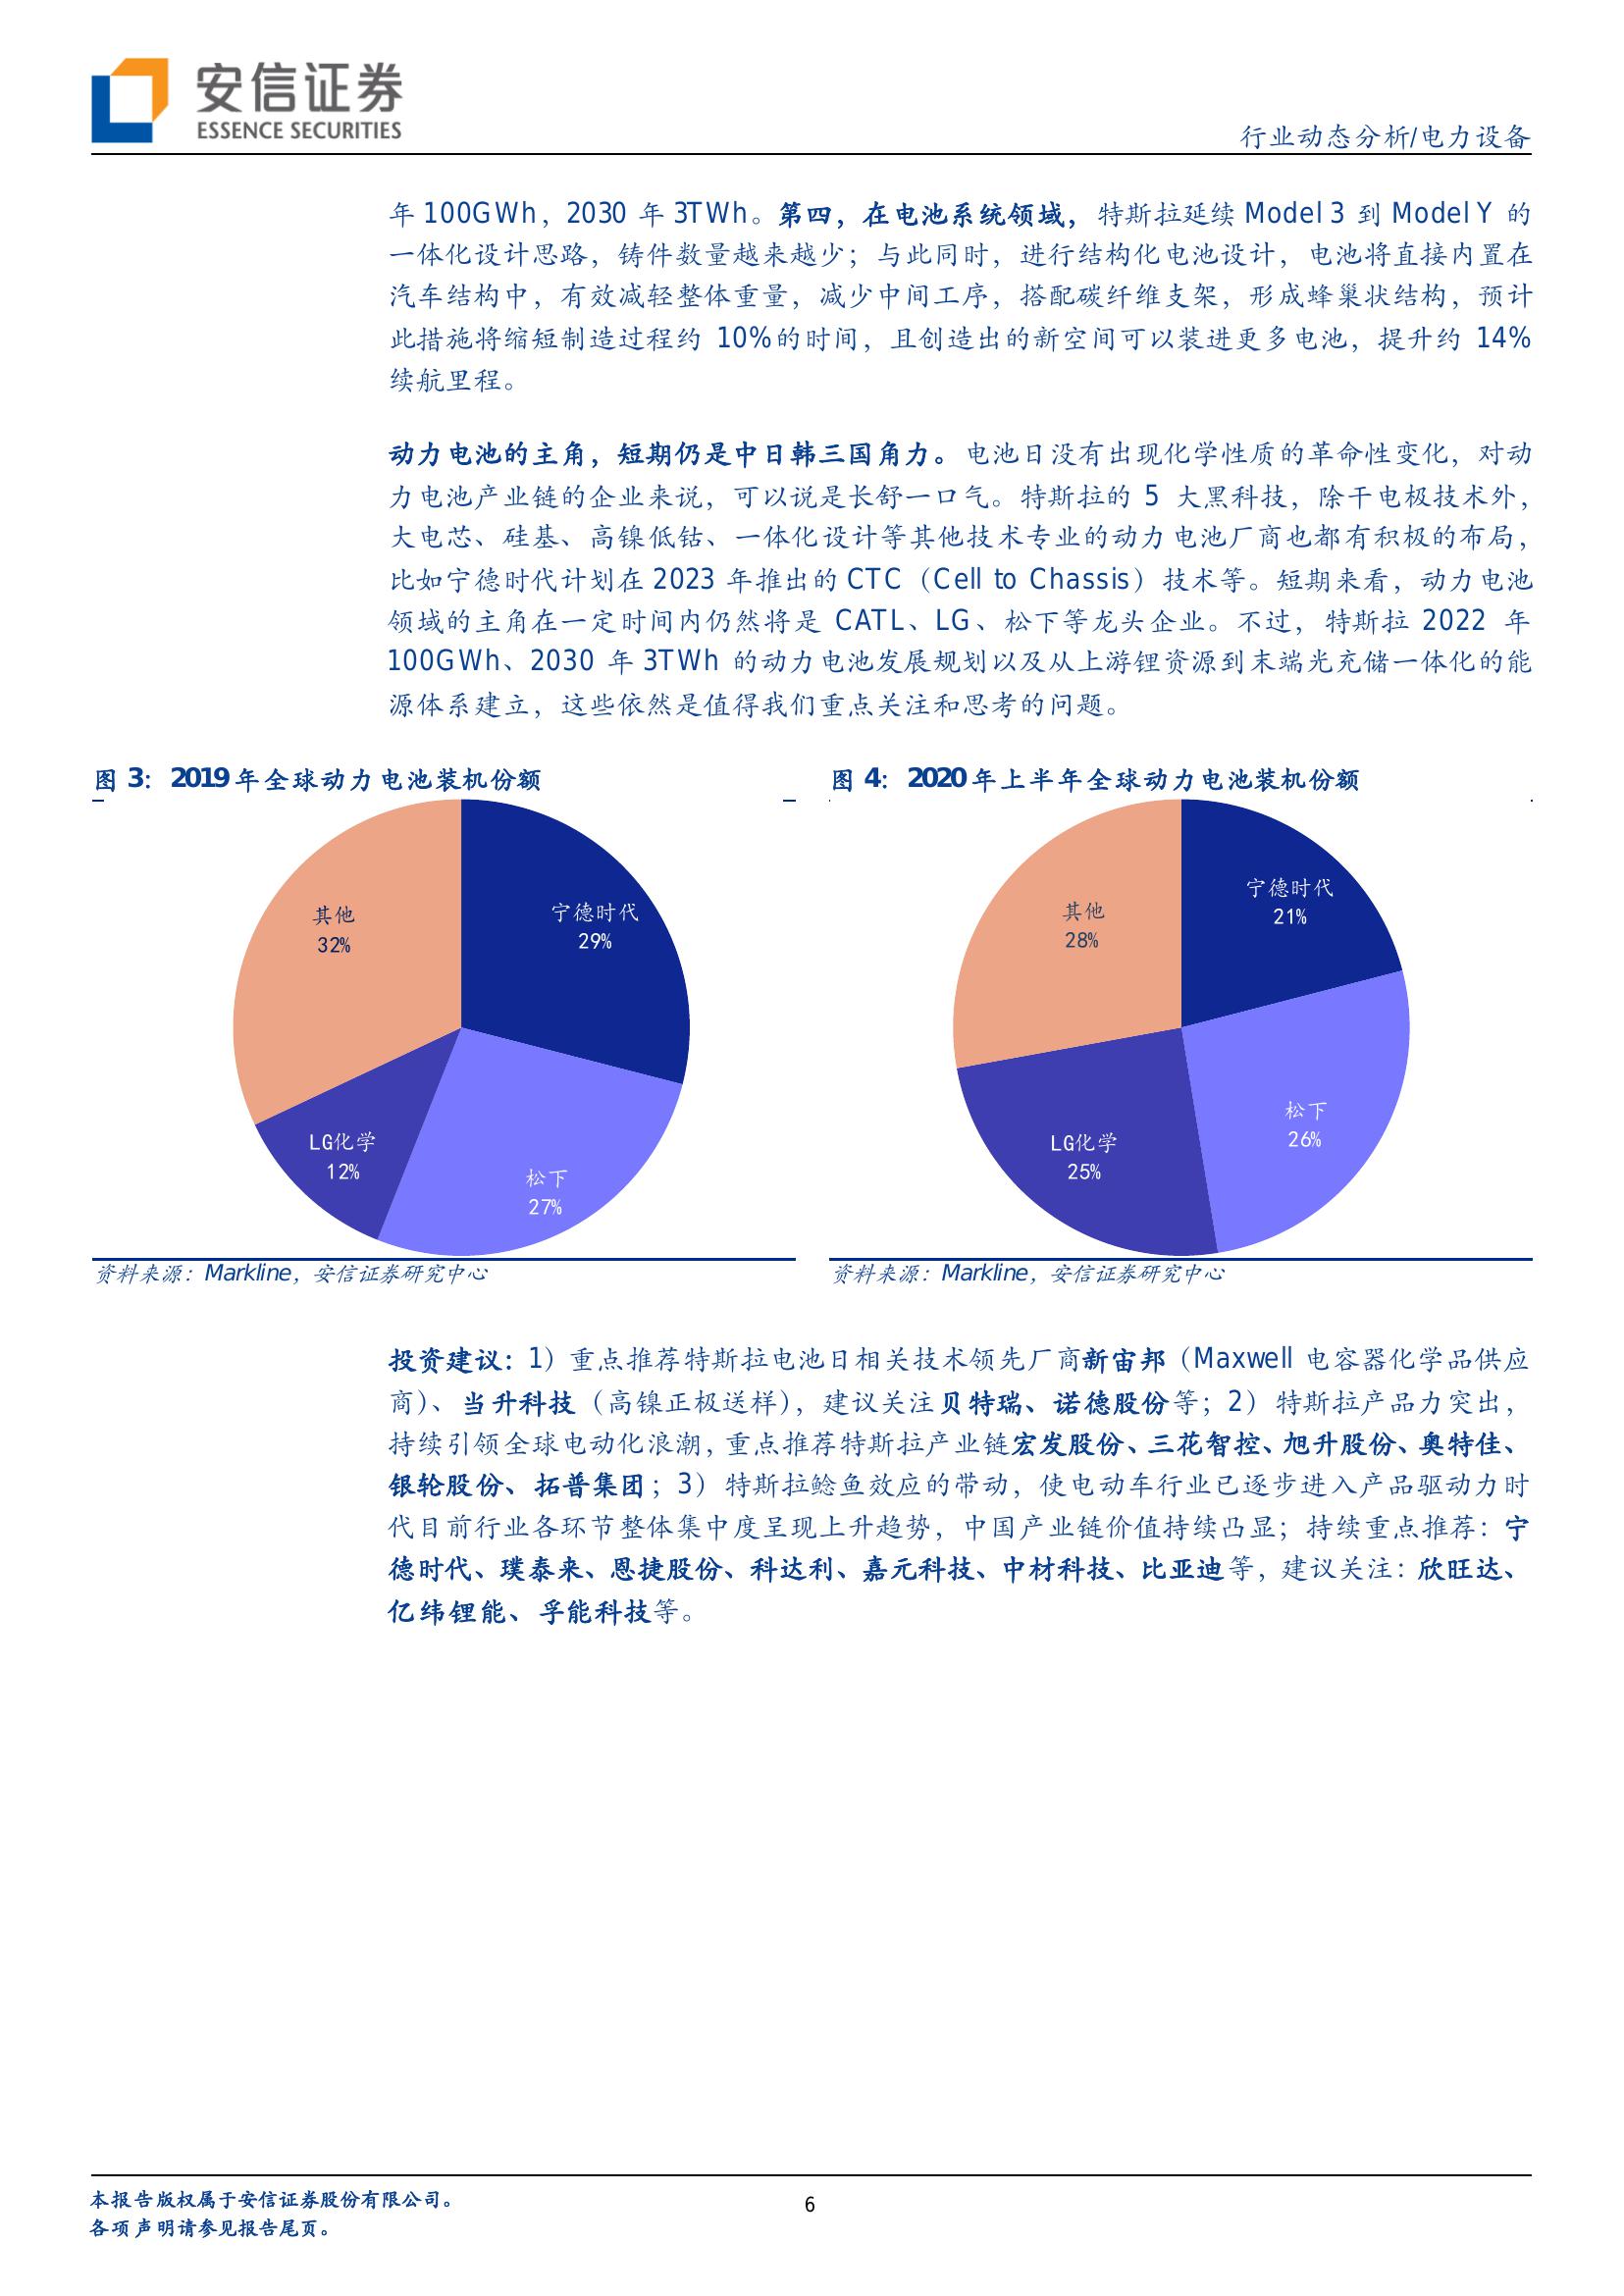 安信证券
ESSENCE SECURITIES
行业动态分析/电力设备
年 100GWh，2030 年 3TWh。第四，在电池系统领域，特斯拉延续 Model 3 到 Model Y 的
一体化设计思路，铸件数量越来越少；与此同时，进行结构化电池设计，电池将直接内置在
汽车结构中，有效减轻整体重量，减少中间工序，搭配碳纤维支架，形成蜂巢状结构，预计
此措施将缩短制造过程约 10%的时间，且创造出的新空间可以装进更多电池，提升约 14%
续航里程。
动力电池的主角，短期仍是中日韩三国角力。电池日没有出现化学性质的革命性变化，对动
力电池产业链的企业来说，可以说是长舒一口气。特斯拉的 5 大黑科技，除干电极技术外，
大电芯、硅基、高镍低钴、一体化设计等其他技术专业的动力电池厂商也都有积极的布局，
比如宁德时代计划在 2023 年推出的 CTC（Cell to Chassis）技术等。短期来看，动力电池
领域的主角在一定时间内仍然将是 CATL、LG、松下等龙头企业。不过，特斯拉 2022 年
100GWh、2030 年 3TWh 的动力电池发展规划以及从上游锂资源到末端光充储一体化的能
源体系建立，这些依然是值得我们重点关注和思考的问题。
图 3：2019 年全球动力电池装机份额
其他
32%
宁德时代
29%
LG化学
12%
松下
27%
资料来源：Markline，安信证券研究中心
图 4：2020 年上半年全球动力电池装机份额
其他
28%
宁德时代
21%
LG化学
25%
松下
26%
资料来源：Markline，安信证券研究中心
投资建议：1）重点推荐特斯拉电池日相关技术领先厂商新宙邦（Maxwell 电容器化学品供应
商）、当升科技（高镍正极送样），建议关注贝特瑞、诺德股份等；2）特斯拉产品力突出，
持续引领全球电动化浪潮，重点推荐特斯拉产业链宏发股份、三花智控、旭升股份、奥特佳、
银轮股份、拓普集团；3）特斯拉鲶鱼效应的带动，使电动车行业已逐步进入产品驱动力时
代目前行业各环节整体集中度呈现上升趋势，中国产业链价值持续凸显；持续重点推荐：宁
德时代、璞泰来、恩捷股份、科达利、嘉元科技、中材科技、比亚迪等，建议关注：欣旺达、
亿纬锂能、孚能科技等。
本报告版权属于安信证券股份有限公司。
各项声明请参见报告尾页。
6